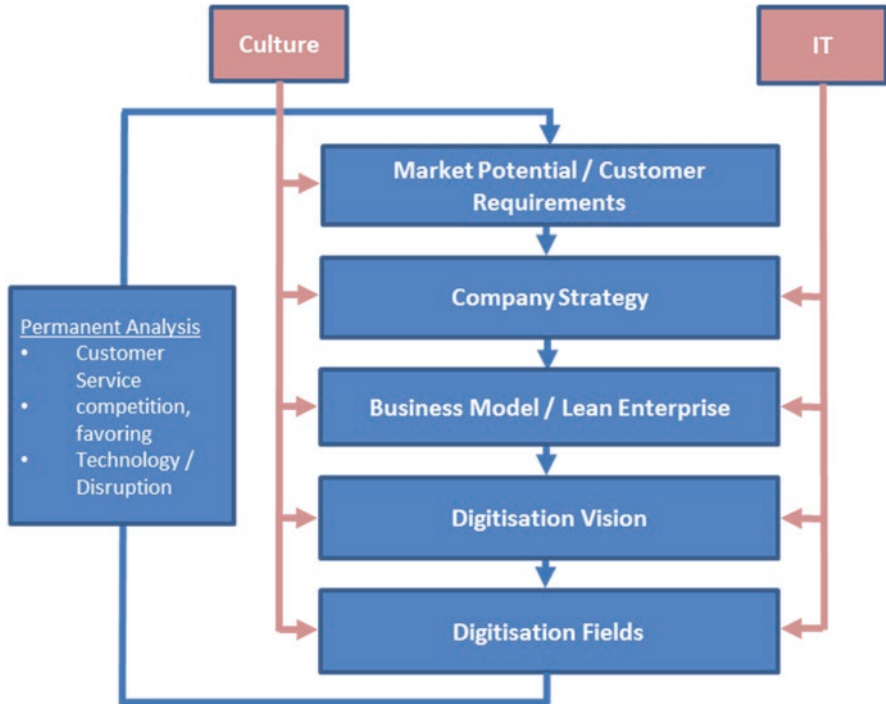 Culture
IT
Market Potential / Customer
Requirements
Company Strategy
Permanent Analysis
• Customer
Service
• competition,
favoring
• Technology /
Disruption
Business Model / Lean Enterprise
Digitisation Vision
Digitisation Fields